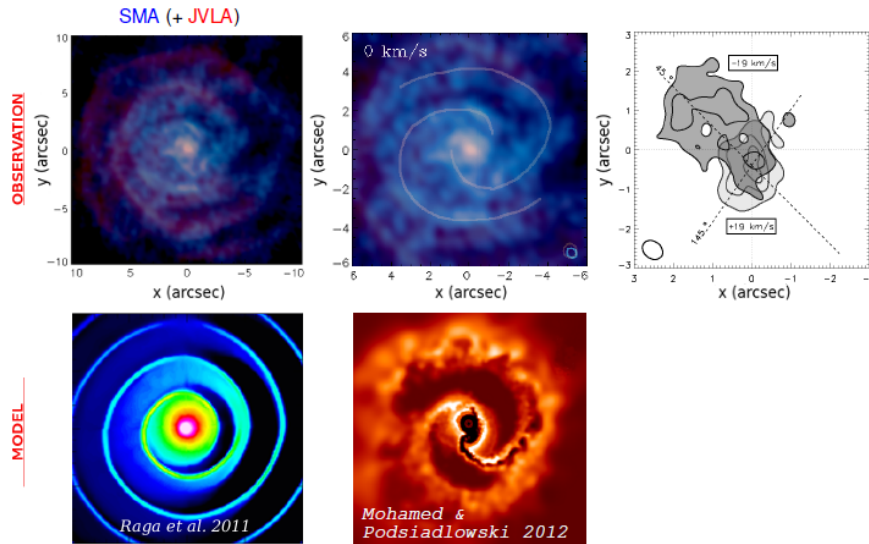 SMA (+ JVLA)
OBSERVATION
10
5
0
−5
−10
y (arcsec)
10
5
0
−5
−10
x (arcsec)
0 km/s
6
4
2
0
−2
−4
−6
y (arcsec)
6
4
2
0
−2
−4
−6
x (arcsec)
45°
−19 km/s
+19 km/s
145°
3
2
1
0
−1
−2
−3
y (arcsec)
3
2
1
0
−1
−2
−3
x (arcsec)
MODEL
Raga et al. 2011
Mohamed &
Podsiadlowski 2012